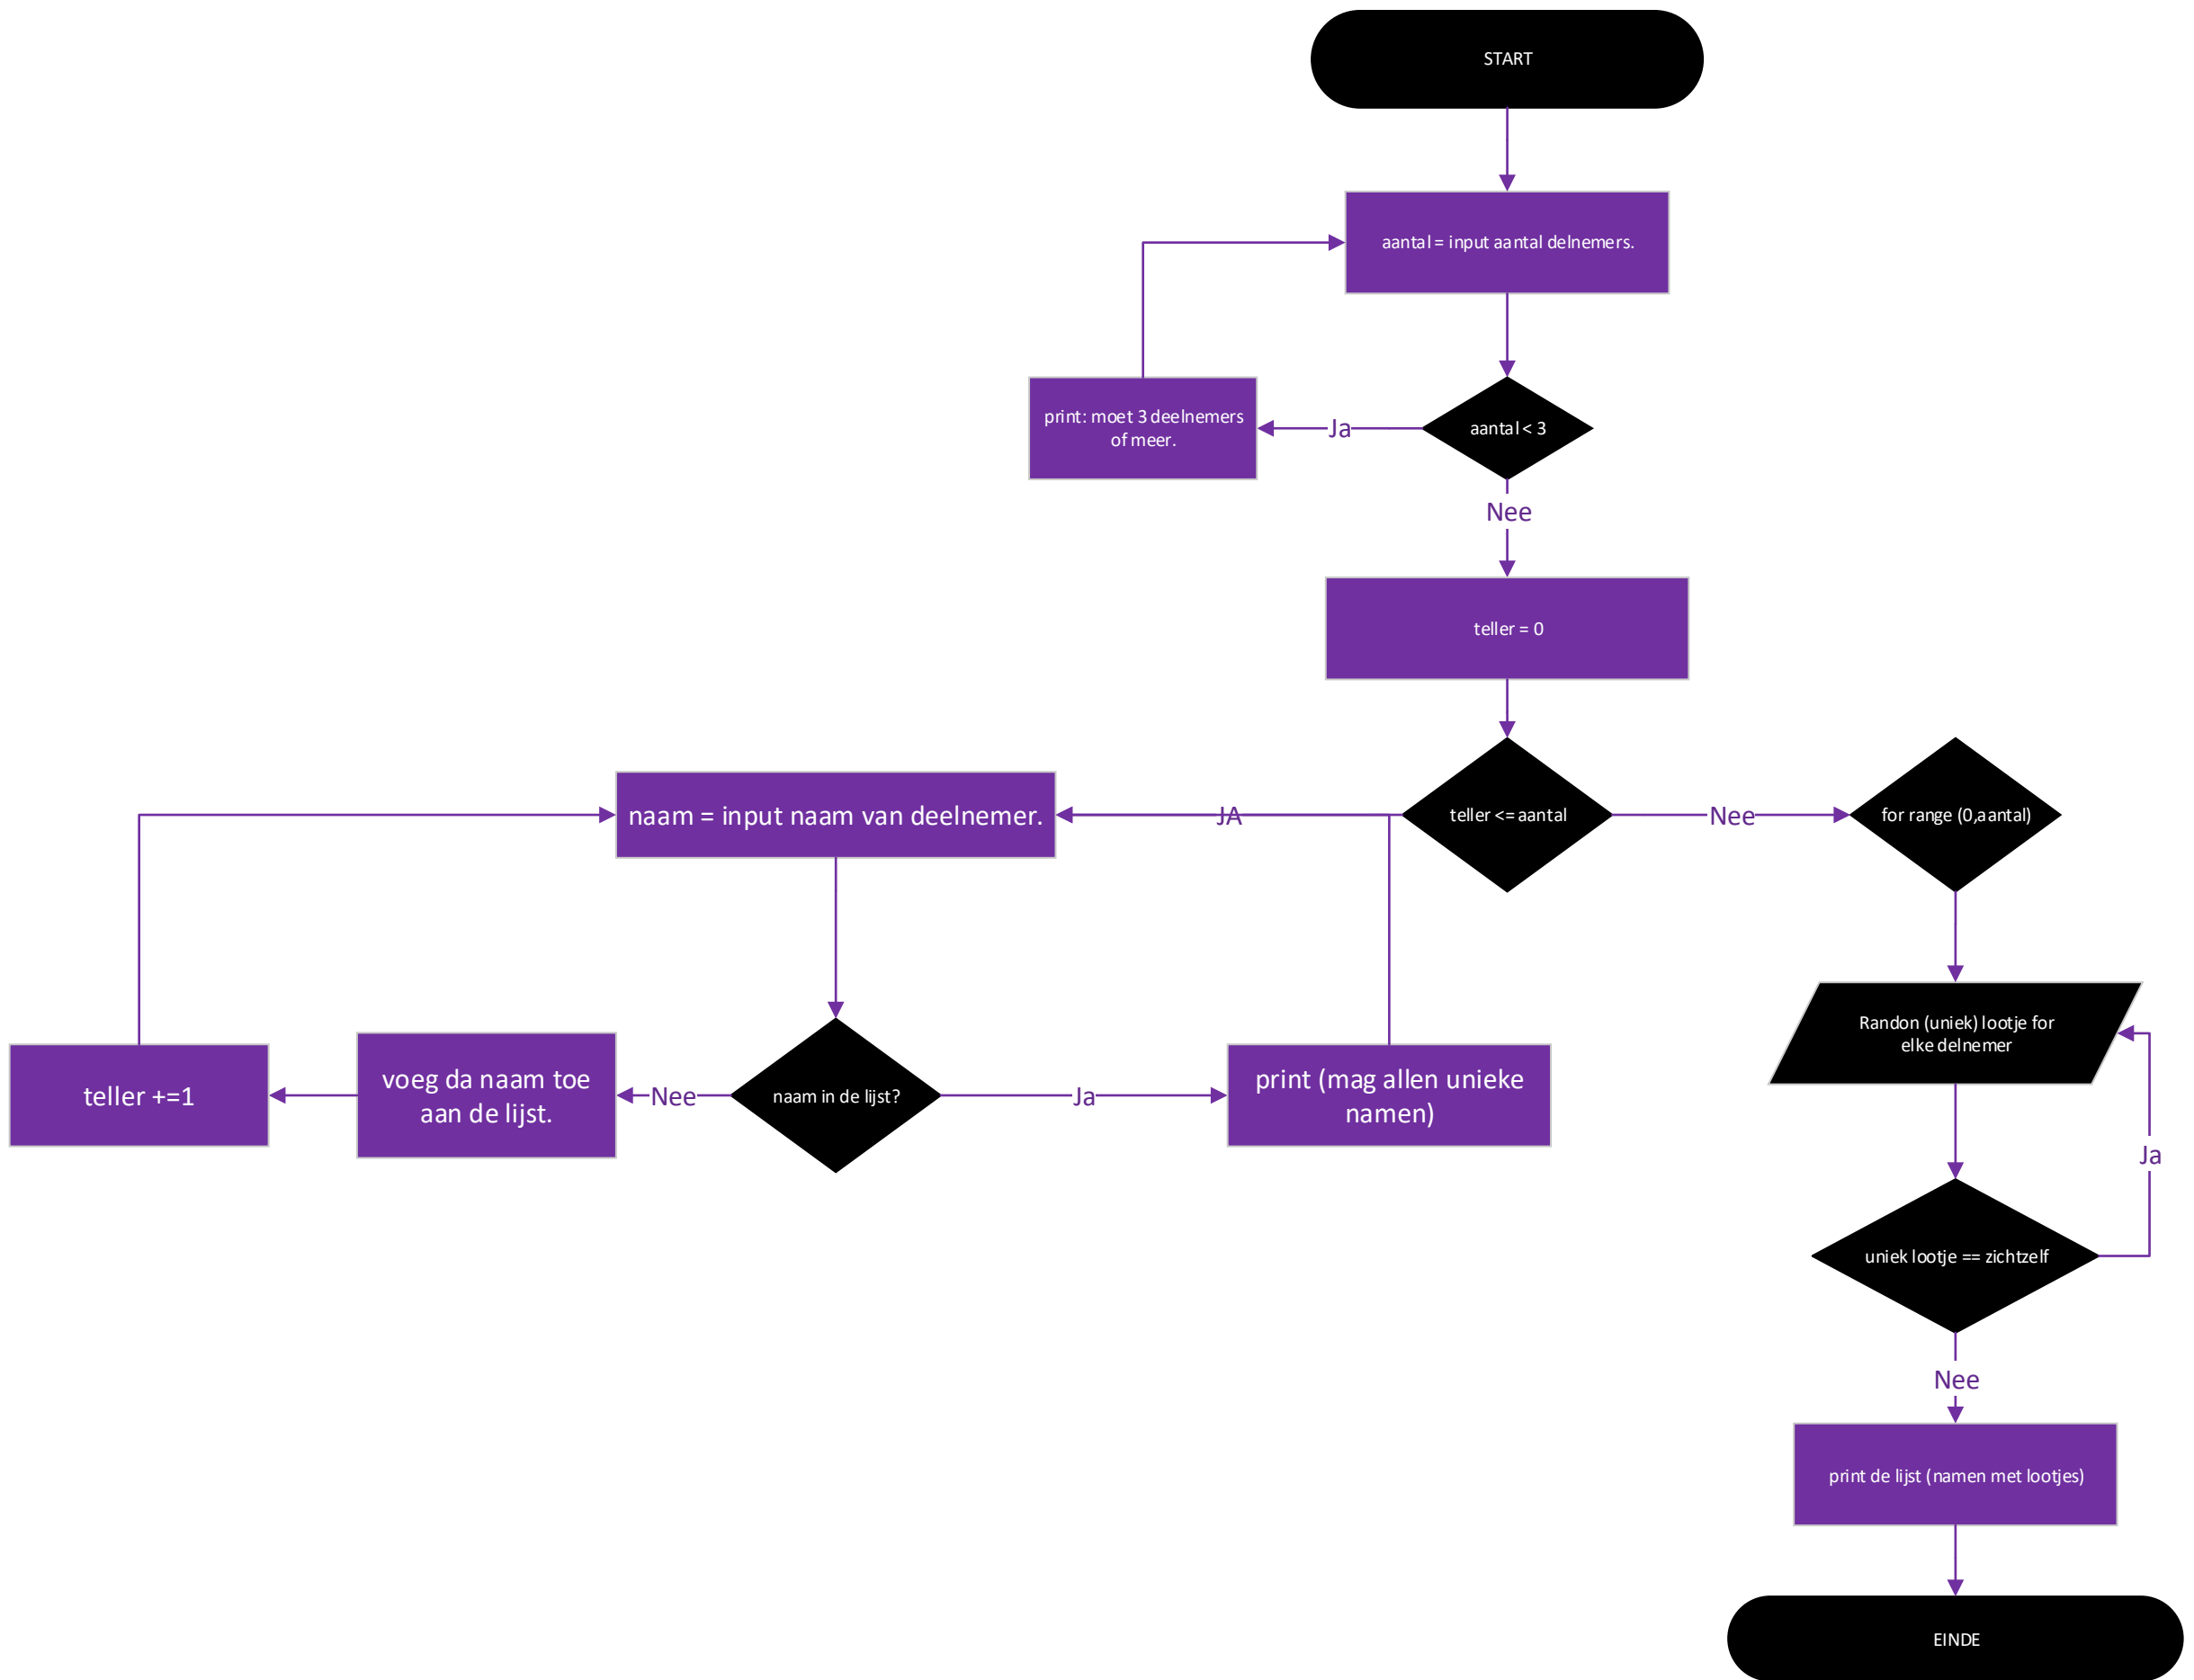 START
aantal = input aantal delnemers.
print: moet 3 deelnemers
of meer.
Ja
aantal < 3
Nee
teller = 0
naam = input naam van deelnemer.
JA
teller <= aantal
Nee
for range (0,aantal)
Randon (uniek) lootje for
elke delnemer
teller +=1
voeg da naam toe
aan de lijst.
Nee
naam in de lijst?
Ja
print (mag allen unieke
namen)
Ja
uniek lootje == zichtzelf
Nee
print de lijst (namen met lootjes)
EINDE